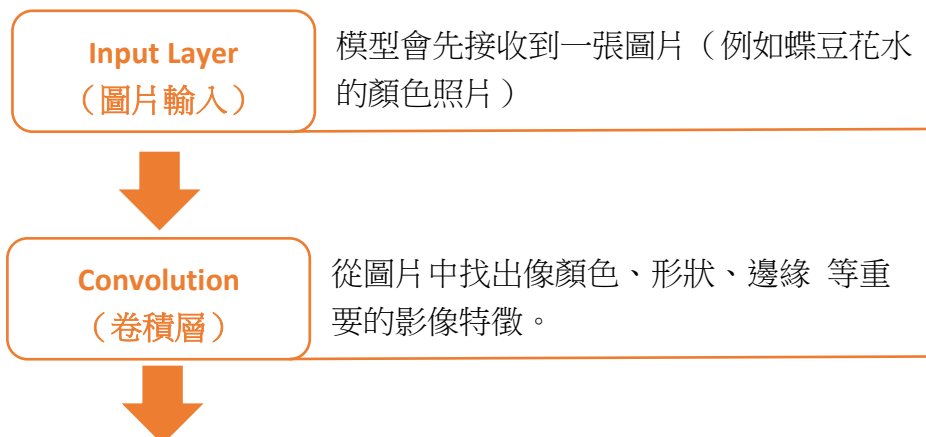 Input Layer
（圖片輸入）
模型會先接收到一張圖片（例如蝶豆花水
的顏色照片）
Convolution
（卷積層）
從圖片中找出像顏色、形狀、邊緣 等重
要的影像特徵。